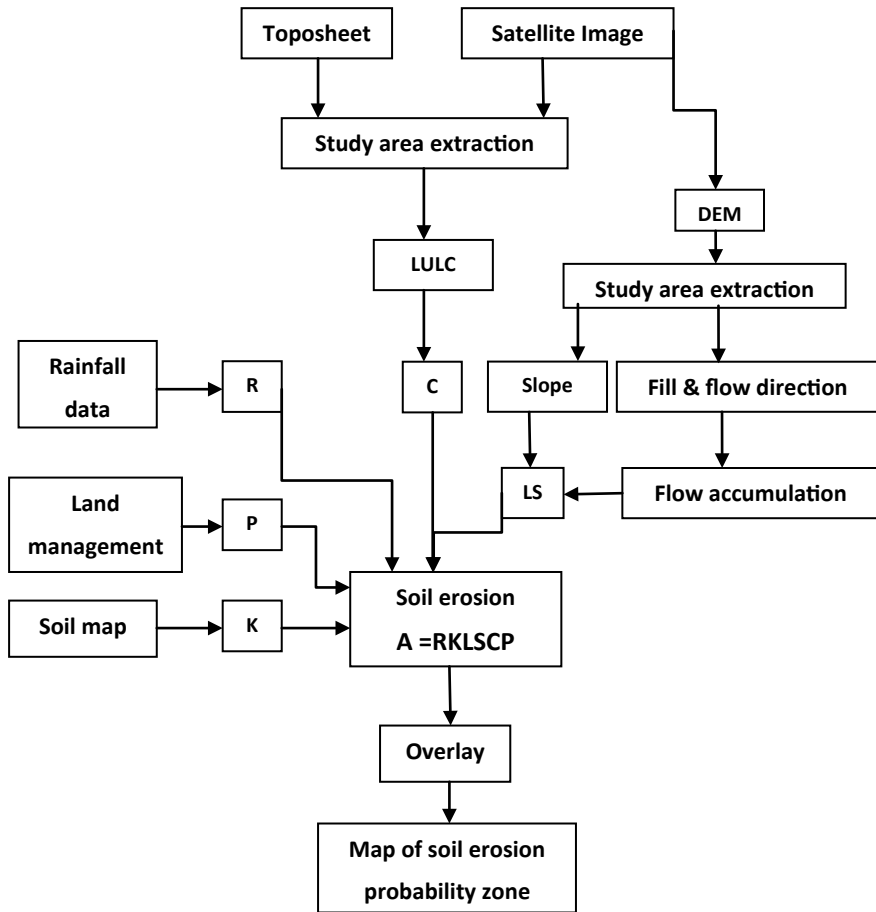 Toposheet
Satellite Image
Study area extraction
DEM
LULC
Study area extraction
Rainfall
data
R
C
Slope
Fill & flow direction
Land
management
P
LS
Flow accumulation
Soil map
K
Soil erosion
A =RKLSCP
Overlay
Map of soil erosion
probability zone